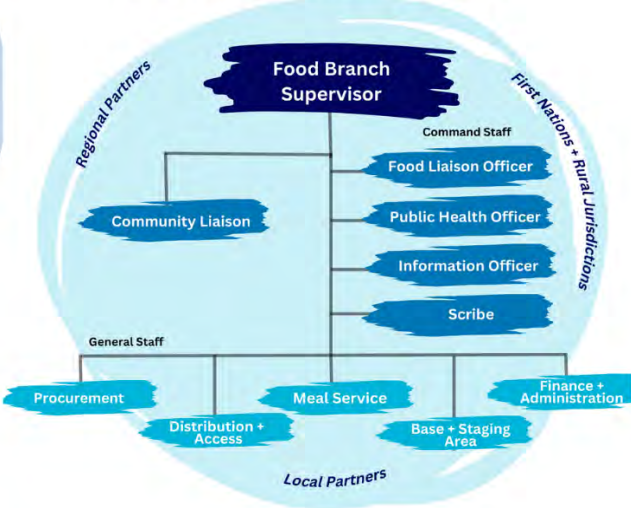 Regional Partners
First Nations + Rural Jurisdictions
Food Branch
Supervisor
Command Staff
Food Liaison Officer
Community Liaison
Public Health Officer
Information Officer
Scribe
General Staff
Procurement
Distribution +
Access
Meal Service
Base + Staging
Area
Finance +
Administration
Local Partners